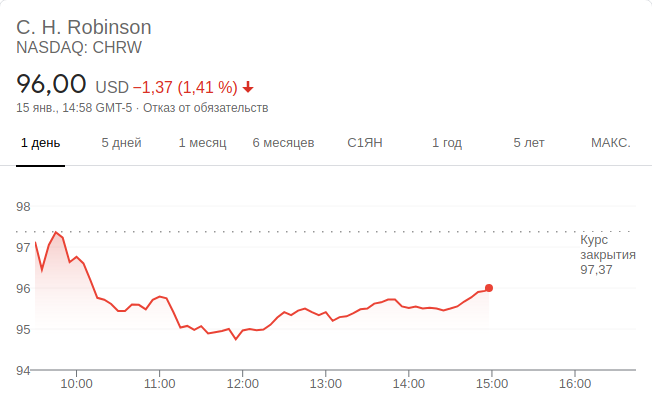 C. H. Robinson
NASDAQ: CHRW
96,00 USD −1,37 (1,41 %)
15 янв., 14:58 GMT-5 · Отказ от обязательств
1 день 5 дней 1 месяц 6 месяцев С1ЯН 1 год 5 лет МАКС.
98
97
96
95
94
Курс
закрытия
97,37
10:00 11:00 12:00 13:00 14:00 15:00 16:00